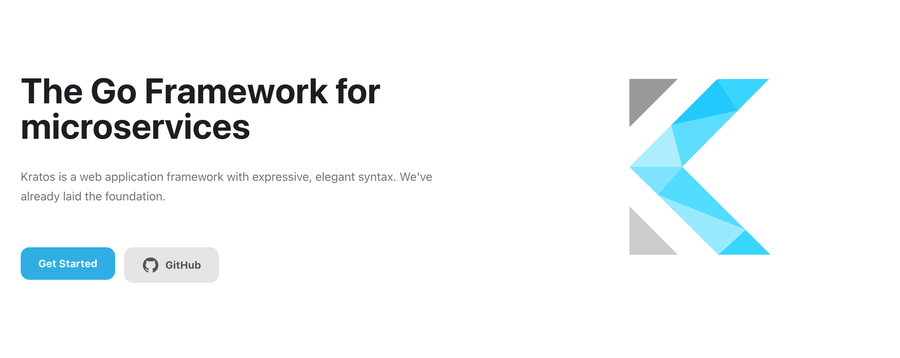 The Go Framework for
microservices
Kratos is a web application framework with expressive, elegant syntax. We've
already laid the foundation.
Get Started
GitHub